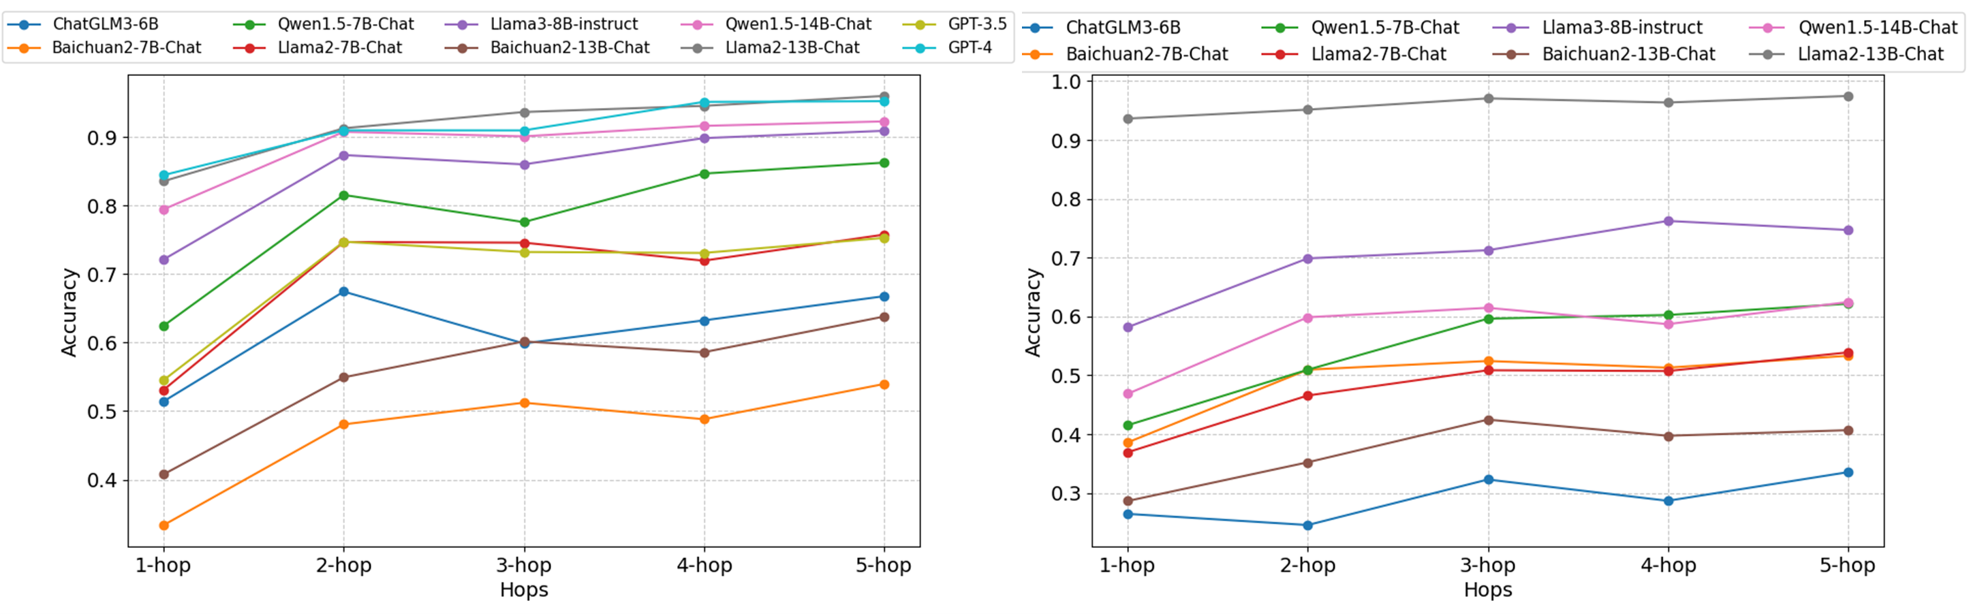 ChatGLM3-6B Qwen1.5-7B-Chat Llama3-8B-instruct Qwen1.5-14B-Chat GPT-3.5
Baichuan2-7B-Chat Llama2-7B-Chat Baichuan2-13B-Chat Llama2-13B-Chat GPT-4
0.9
0.8
0.7
0.6
0.5
0.4
Accuracy
1-hop 2-hop 3-hop 4-hop 5-hop
Hops
ChatGLM3-6B Qwen1.5-7B-Chat Llama3-8B-instruct Qwen1.5-14B-Chat
Baichuan2-7B-Chat Llama2-7B-Chat Baichuan2-13B-Chat Llama2-13B-Chat
1.0
0.9
0.8
0.7
0.6
0.5
0.4
0.3
Accuracy
1-hop 2-hop 3-hop 4-hop 5-hop
Hops